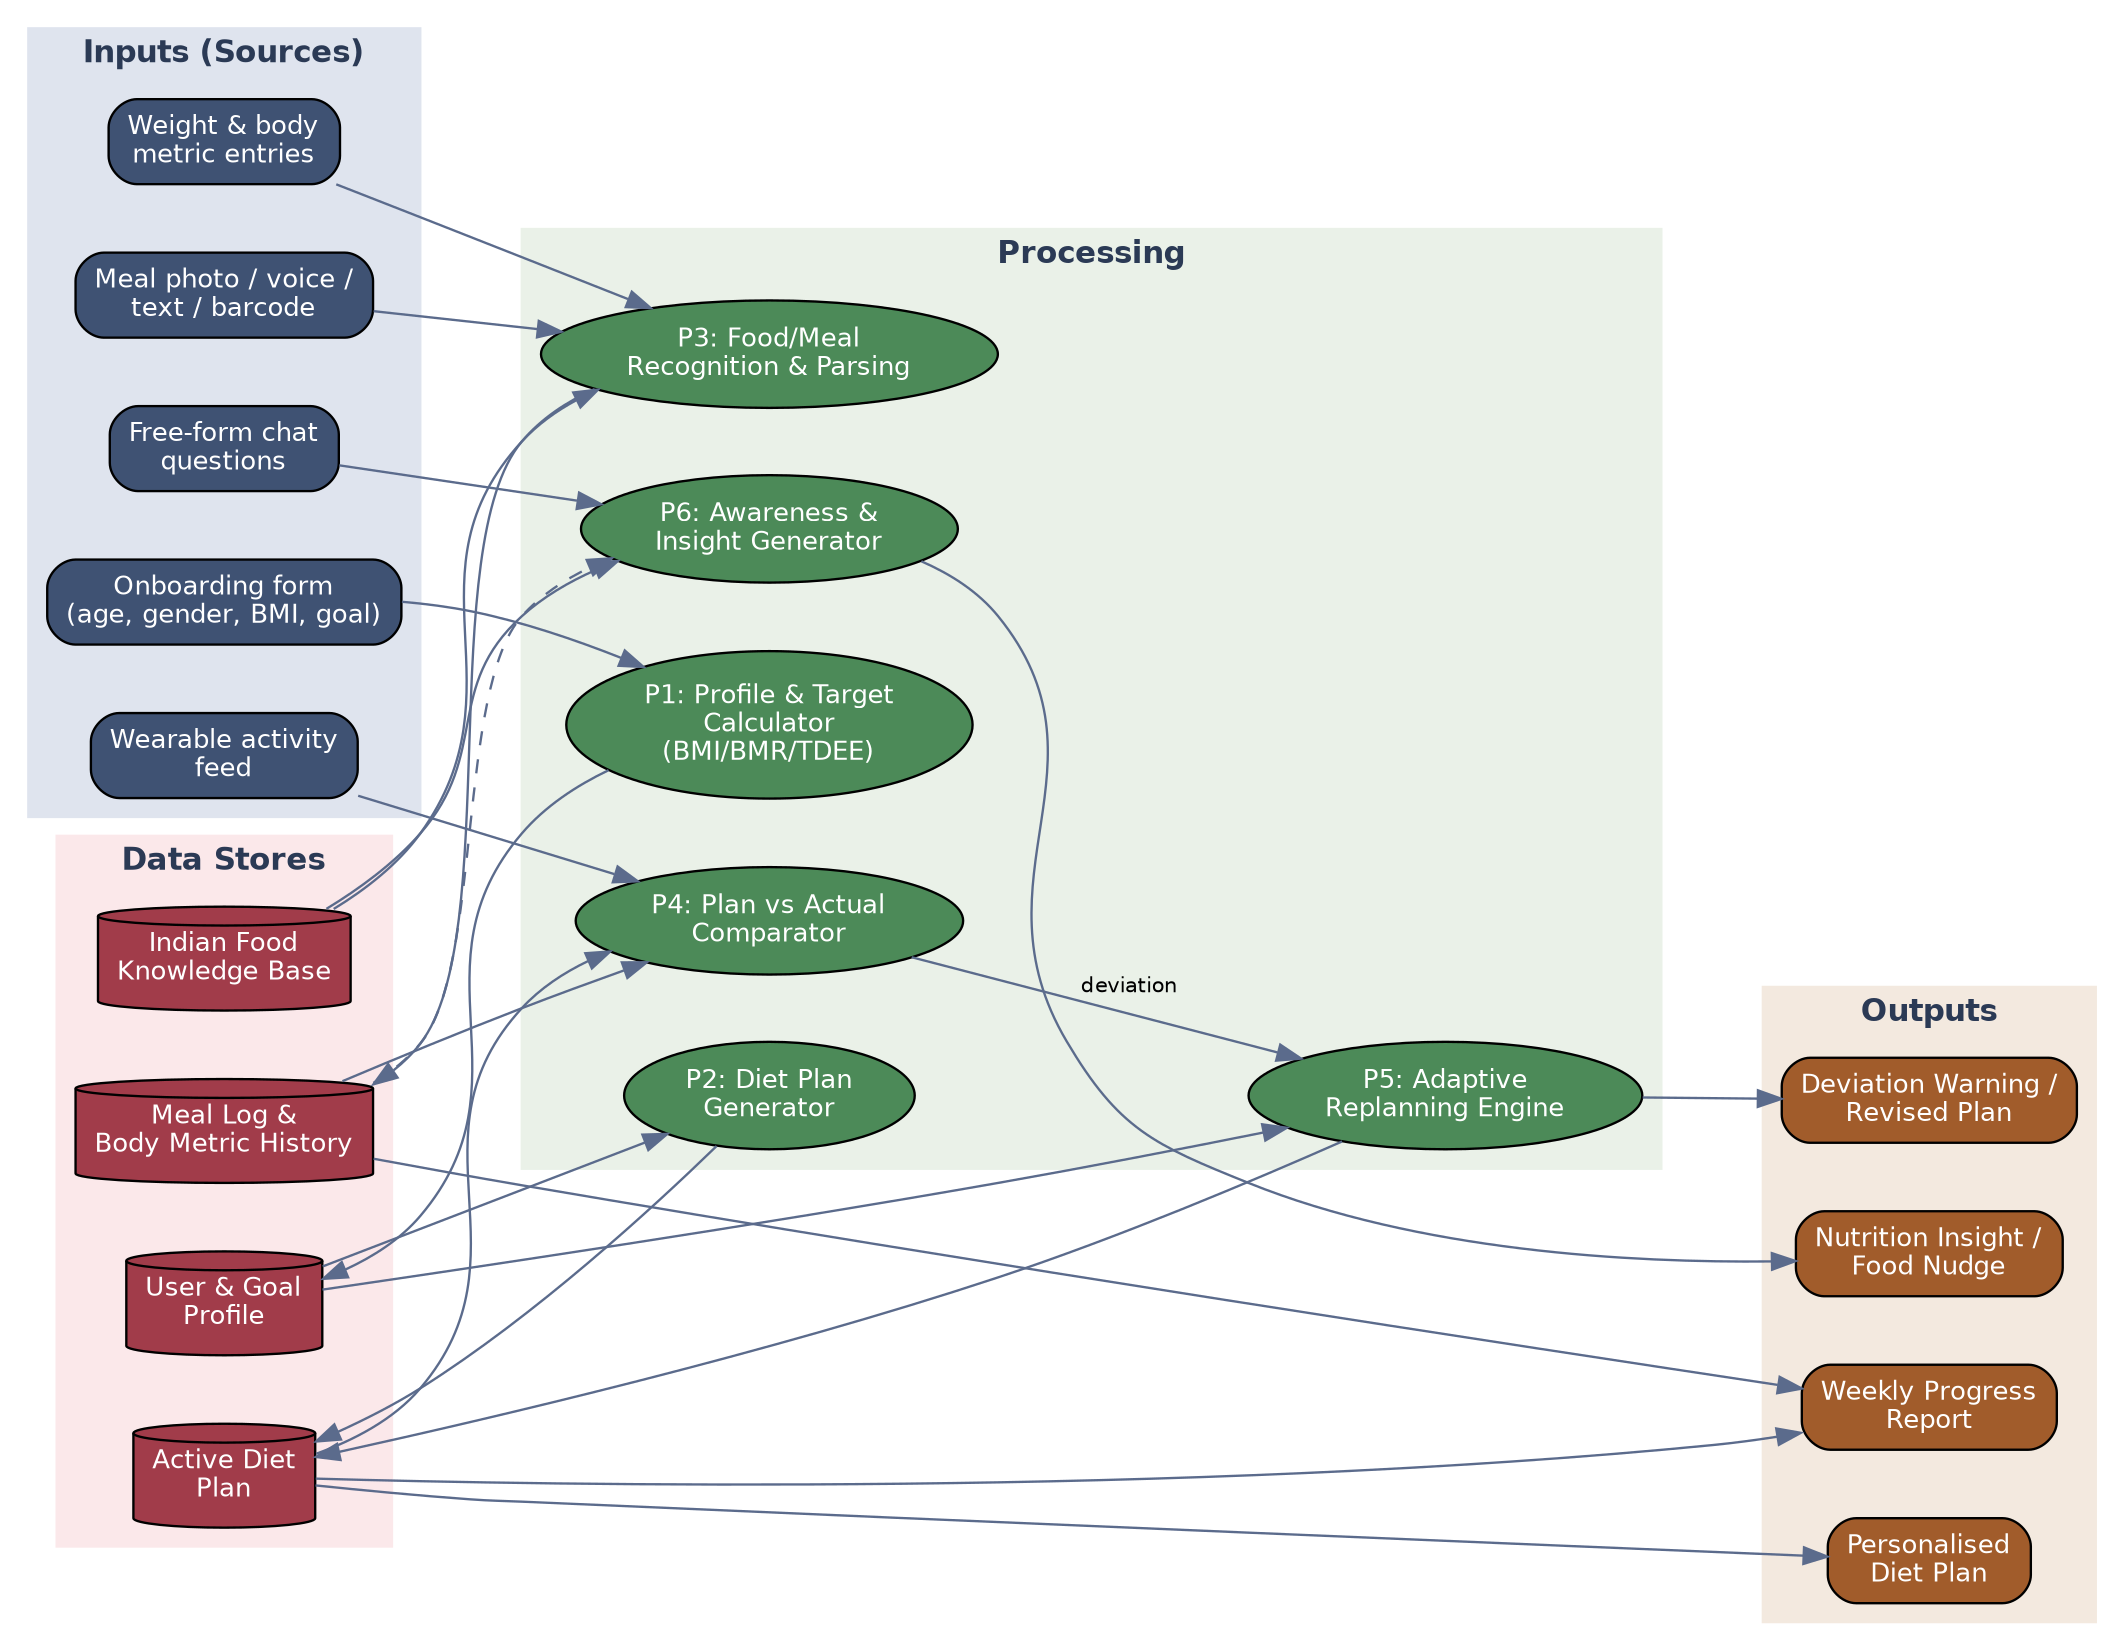 Inputs (Sources)
Weight & body
metric entries
Meal photo / voice /
text / barcode
Free-form chat
questions
Onboarding form
(age, gender, BMI, goal)
Wearable activity
feed
Data Stores
Indian Food
Knowledge Base
Meal Log &
Body Metric History
User & Goal
Profile
Active Diet
Plan
Processing
P3: Food/Meal
Recognition & Parsing
P6: Awareness &
Insight Generator
P1: Profile & Target
Calculator
(BMI/BMR/TDEE)
P4: Plan vs Actual
Comparator
deviation
P2: Diet Plan
Generator
P5: Adaptive
Replanning Engine
Outputs
Deviation Warning /
Revised Plan
Nutrition Insight /
Food Nudge
Weekly Progress
Report
Personalised
Diet Plan